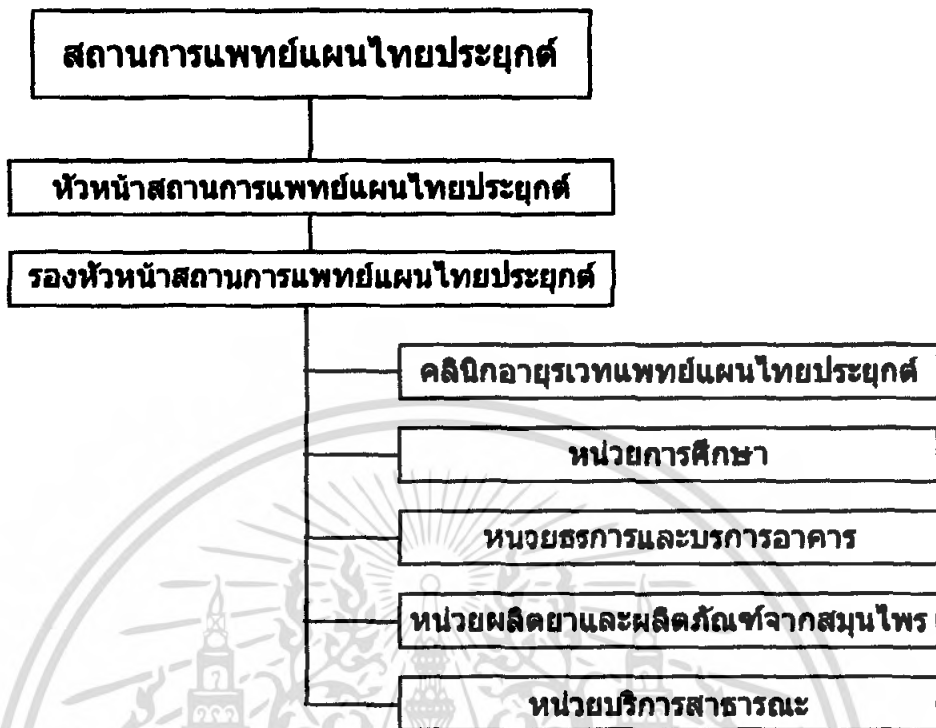 สถานการแพทย์แผนไทยประยุกต์
หัวหน้าสถานการแพทย์แผนไทยประยุกต์
รองหัวหน้าสถานการแพทย์แผนไทยประยุกต์
คลินิกอายุรเวทแพทย์แผนไทยประยุกต์
หน่วยการศึกษา
หนวยธรการและบรการอาคาร
หน่วยผลิตยาและผลิตภัณฑ์จากสมุนไพร
หน่วยบริการสาธารณะ